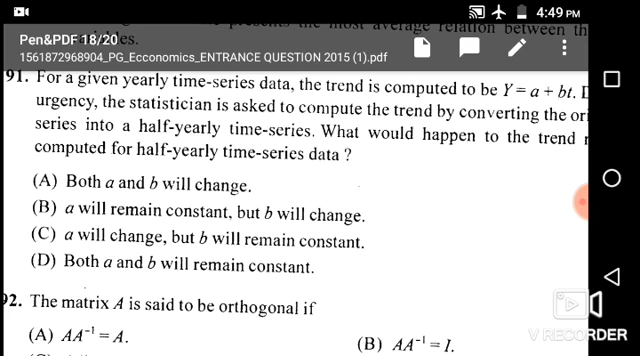 4:49 PM
the most average relation between th
Pen&PDF 18/20
1561872968904_PG_Ecconomics_ENTRANCE QUESTION 2015 (1).pdf
91. For a given yearly time-series data, the trend is computed to be Y = a + bt. D
urgency, the statistician is asked to compute the trend by converting the ori
series into a half-yearly time-series. What would happen to the trend
computed for half-yearly time-series data ?
(A) Both a and b will change.
(B) a will remain constant, but b will change.
(C) a will change, but b will remain constant.
(D) Both a and b will remain constant.
92. The matrix A is said to be orthogonal if
(A) AA⁻¹ = A.
(B) AA⁻¹ = I.
V RECORDER